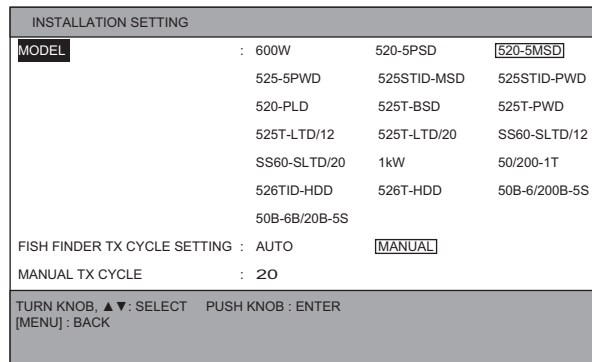 INSTALLATION SETTING
MODEL : 600W 520-5PSD 520-5MSD
525-5PWD 525STID-MSD 525STID-PWD
520-PLD 525T-BSD 525T-PWD
525T-LTD/12 525T-LTD/20 SS60-SLTD/12
SS60-SLTD/20 1kW 50/200-1T
526TID-HDD 526T-HDD 50B-6/200B-5S
50B-6B/20B-5S
FISH FINDER TX CYCLE SETTING : AUTO MANUAL
MANUAL TX CYCLE : 20
TURN KNOB, ▲▼: SELECT PUSH KNOB : ENTER
[MENU] : BACK